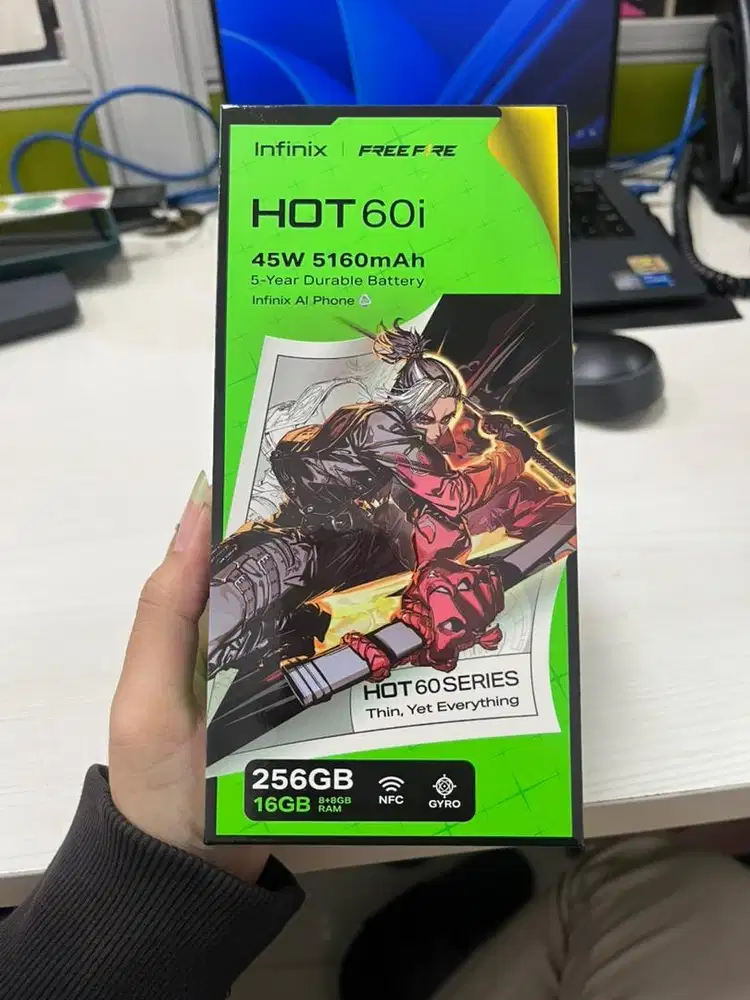 Infinix | FREE FIRE
HOT 60i
45W 5160mAh
5-Year Durable Battery
Infinix AI Phone
HOT 60 SERIES
Thin, Yet Everything
256GB
16GB 8+8GB RAM
NFC
GYRO